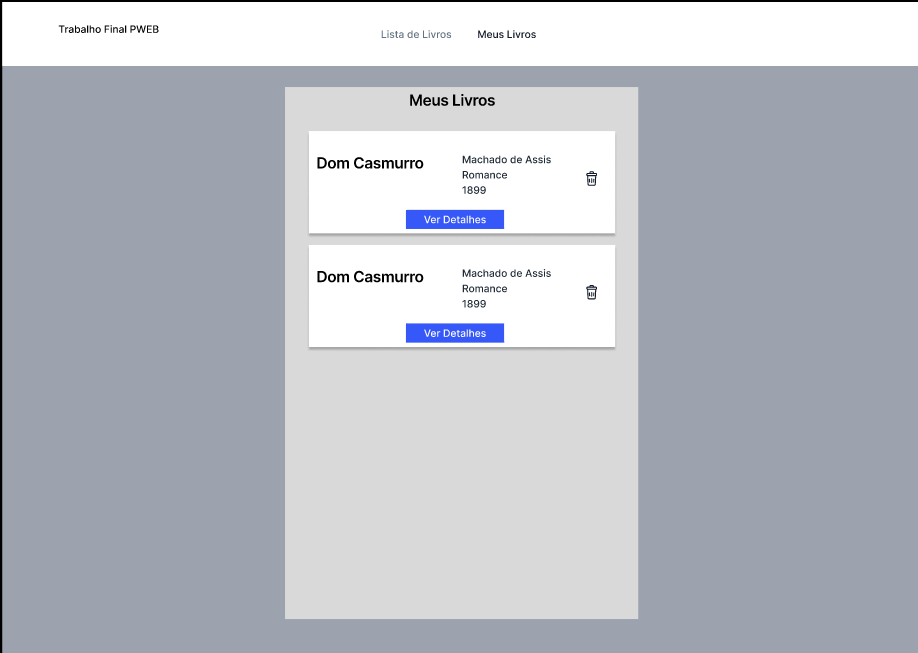 Trabalho Final PWEB
Lista de Livros
Meus Livros
Meus Livros
Dom Casmurro
Machado de Assis
Romance
1899
Ver Detalhes
Dom Casmurro
Machado de Assis
Romance
1899
Ver Detalhes